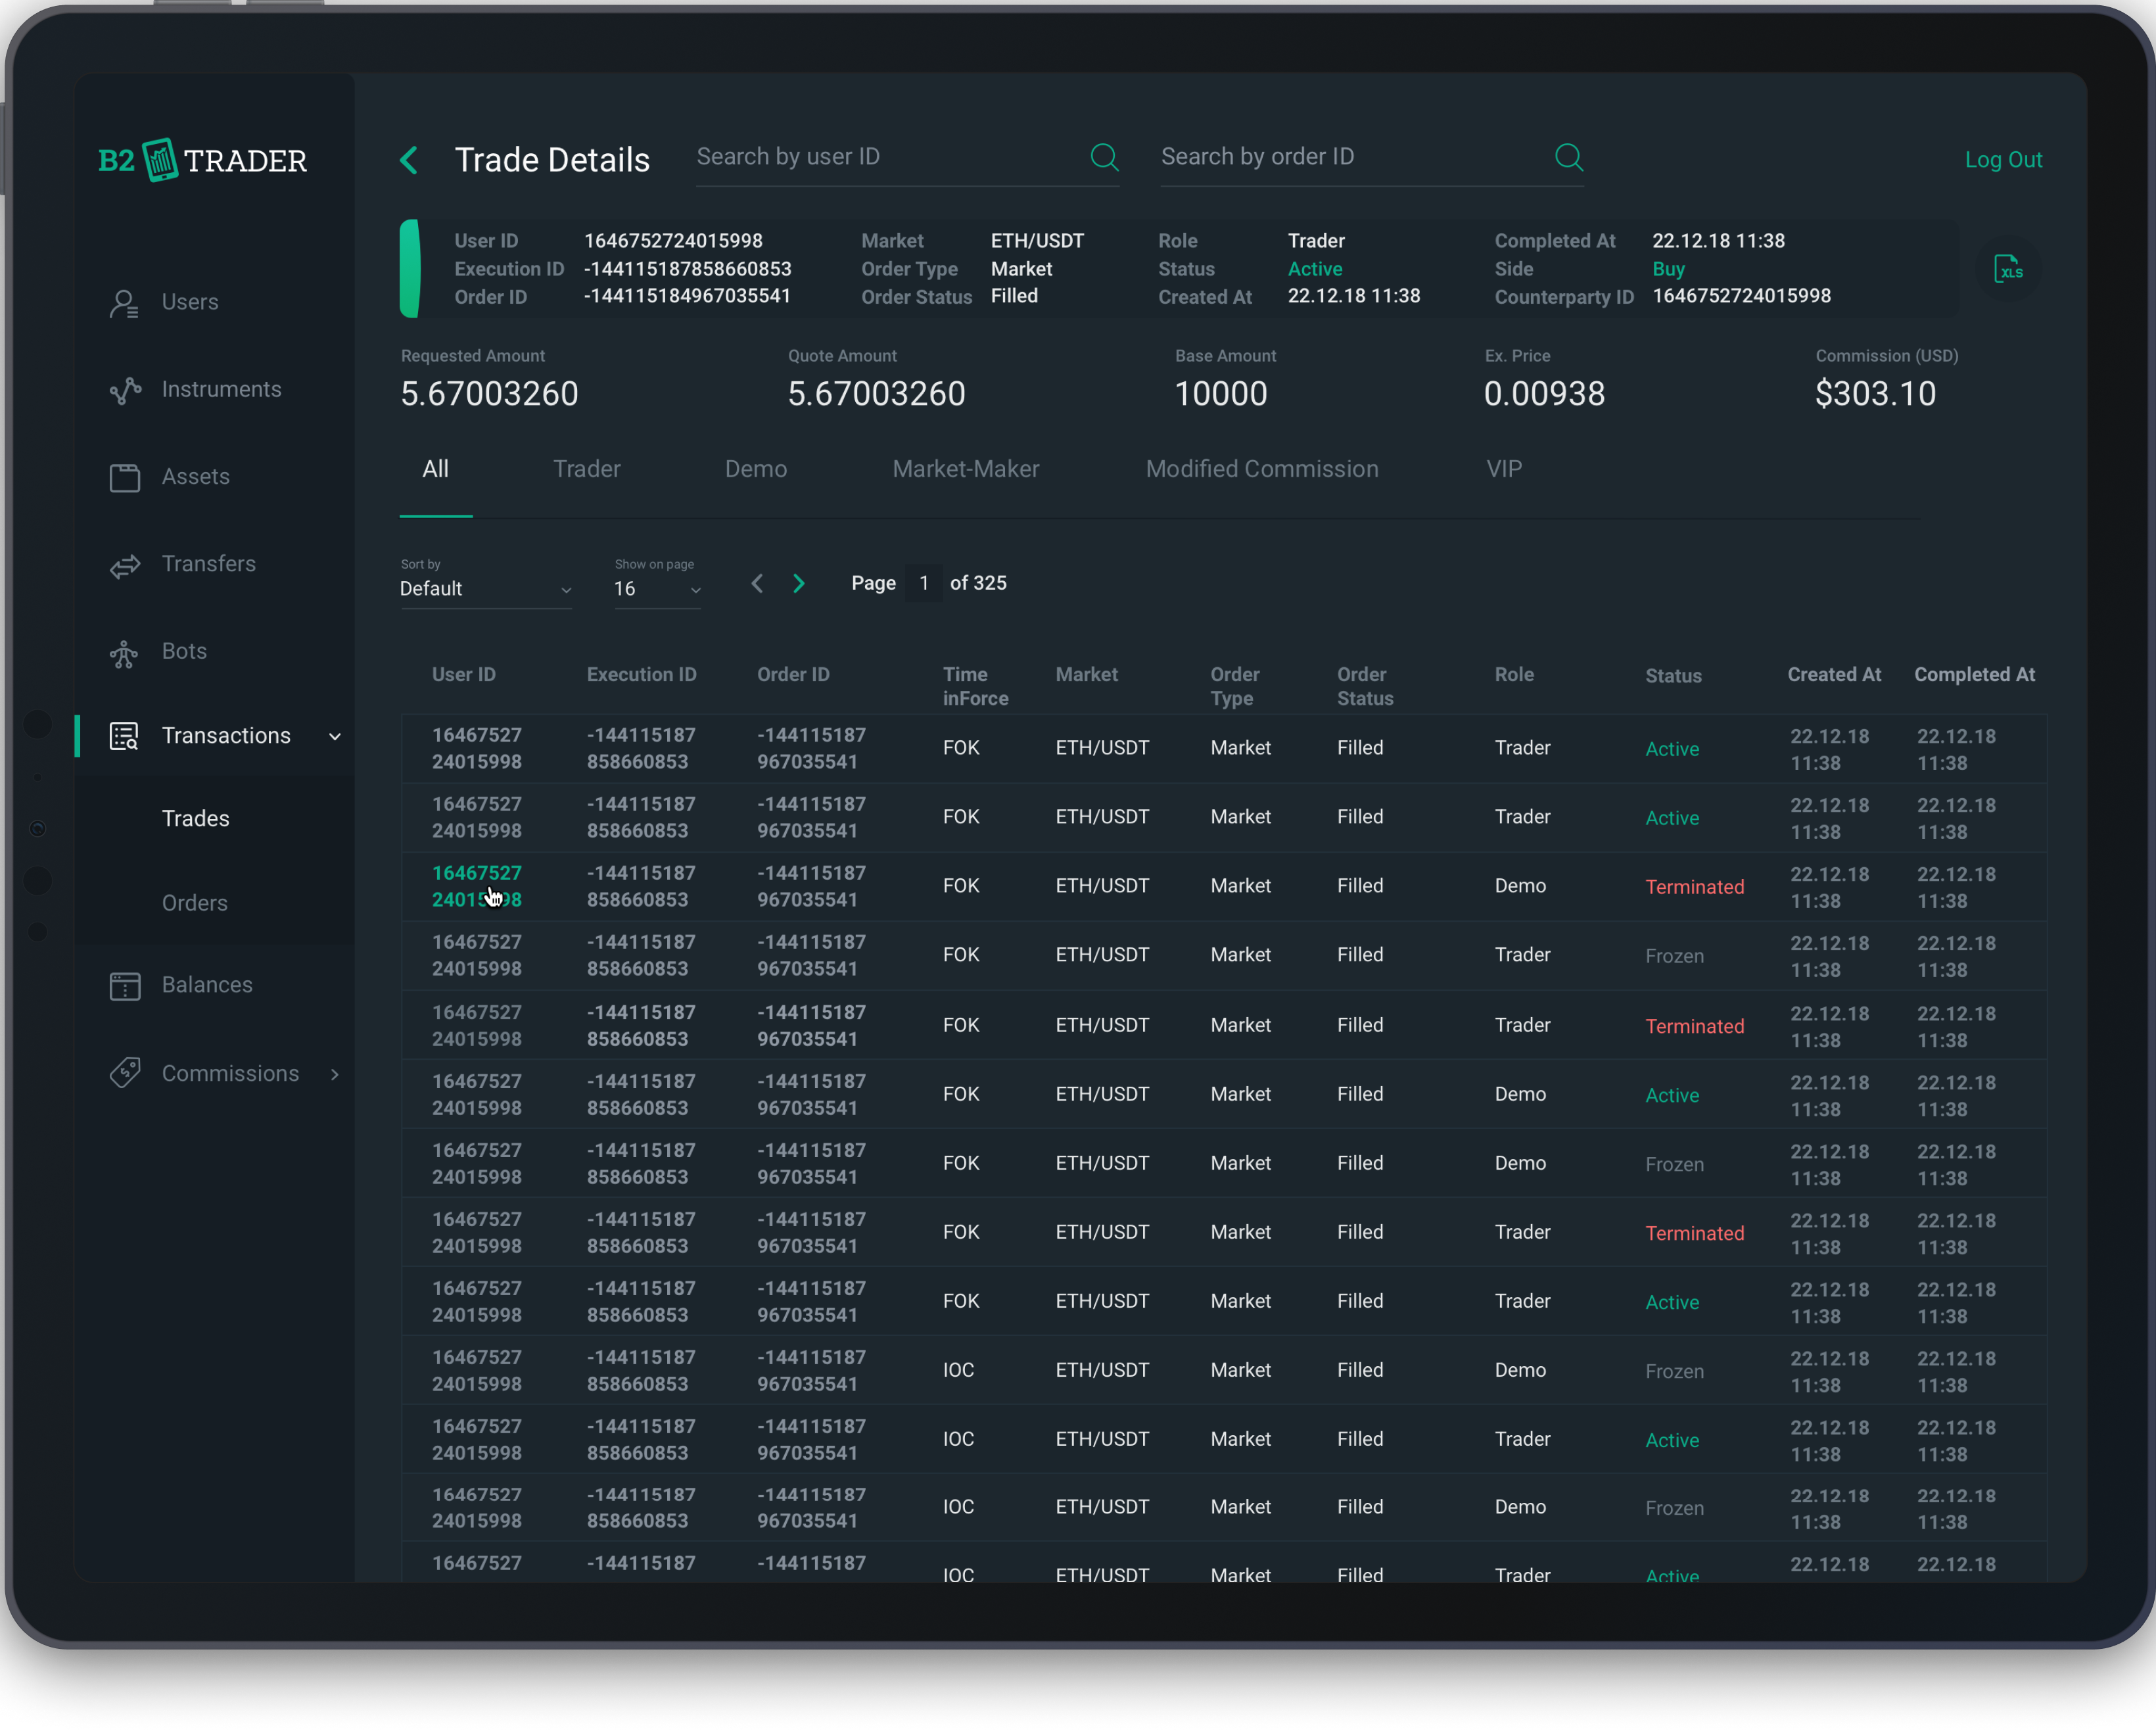 B2 TRADER
Trade Details
Search by user ID
Search by order ID
Log Out
User ID 1646752724015998 Market ETH/USDT Role Trader Completed At 22.12.18 11:38
Execution ID -144115187858660853 Order Type Market Status Active Side Buy
Order ID -144115184967035541 Order Status Filled Created At 22.12.18 11:38 Counterparty ID 1646752724015998
XLS
Requested Amount Quote Amount Base Amount Ex. Price Commission (USD)
5.67003260 5.67003260 10000 0.00938 $303.10
All Trader Demo Market-Maker Modified Commission VIP
Sort by Show on page
Default 16 Page 1 of 325
Users
Instruments
Assets
Transfers
Bots
Transactions
Trades
Orders
Balances
Commissions
User ID Execution ID Order ID Time Market Order Order Role Status Created At Completed At
inForce Type Status
16467527 -144115187 -144115187 FOK ETH/USDT Market Filled Trader Active 22.12.18 22.12.18
24015998 858660853 967035541 11:38 11:38
16467527 -144115187 -144115187 FOK ETH/USDT Market Filled Trader Active 22.12.18 22.12.18
24015998 858660853 967035541 11:38 11:38
16467527 -144115187 -144115187 FOK ETH/USDT Market Filled Demo Terminated 22.12.18 22.12.18
24015998 858660853 967035541 11:38 11:38
16467527 -144115187 -144115187 FOK ETH/USDT Market Filled Trader Frozen 22.12.18 22.12.18
24015998 858660853 967035541 11:38 11:38
16467527 -144115187 -144115187 FOK ETH/USDT Market Filled Trader Terminated 22.12.18 22.12.18
24015998 858660853 967035541 11:38 11:38
16467527 -144115187 -144115187 FOK ETH/USDT Market Filled Demo Active 22.12.18 22.12.18
24015998 858660853 967035541 11:38 11:38
16467527 -144115187 -144115187 FOK ETH/USDT Market Filled Demo Frozen 22.12.18 22.12.18
24015998 858660853 967035541 11:38 11:38
16467527 -144115187 -144115187 FOK ETH/USDT Market Filled Trader Terminated 22.12.18 22.12.18
24015998 858660853 967035541 11:38 11:38
16467527 -144115187 -144115187 FOK ETH/USDT Market Filled Trader Active 22.12.18 22.12.18
24015998 858660853 967035541 11:38 11:38
16467527 -144115187 -144115187 IOC ETH/USDT Market Filled Demo Frozen 22.12.18 22.12.18
24015998 858660853 967035541 11:38 11:38
16467527 -144115187 -144115187 IOC ETH/USDT Market Filled Trader Active 22.12.18 22.12.18
24015998 858660853 967035541 11:38 11:38
16467527 -144115187 -144115187 IOC ETH/USDT Market Filled Demo Frozen 22.12.18 22.12.18
24015998 858660853 967035541 11:38 11:38
16467527 -144115187 -144115187 IOC ETH/USDT Market Filled Trader Active 22.12.18 22.12.18